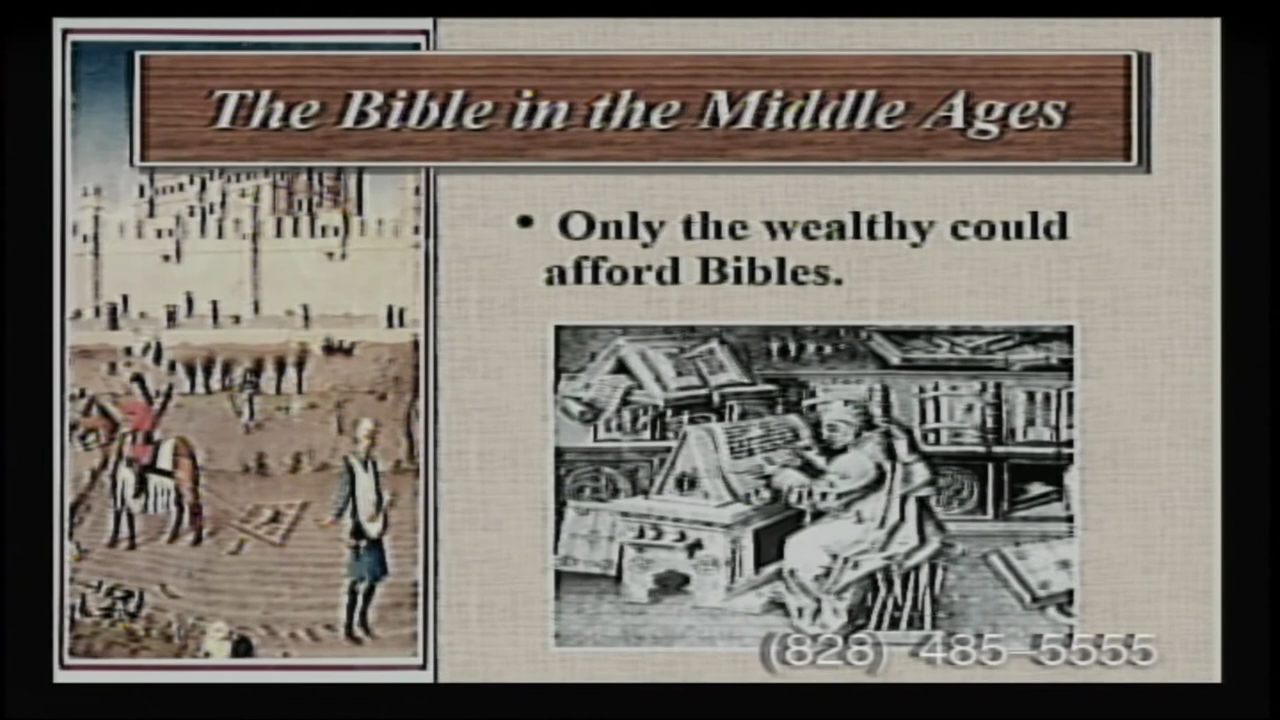 The Bible in the Middle Ages
• Only the wealthy could
afford Bibles.
(828) 485-5555